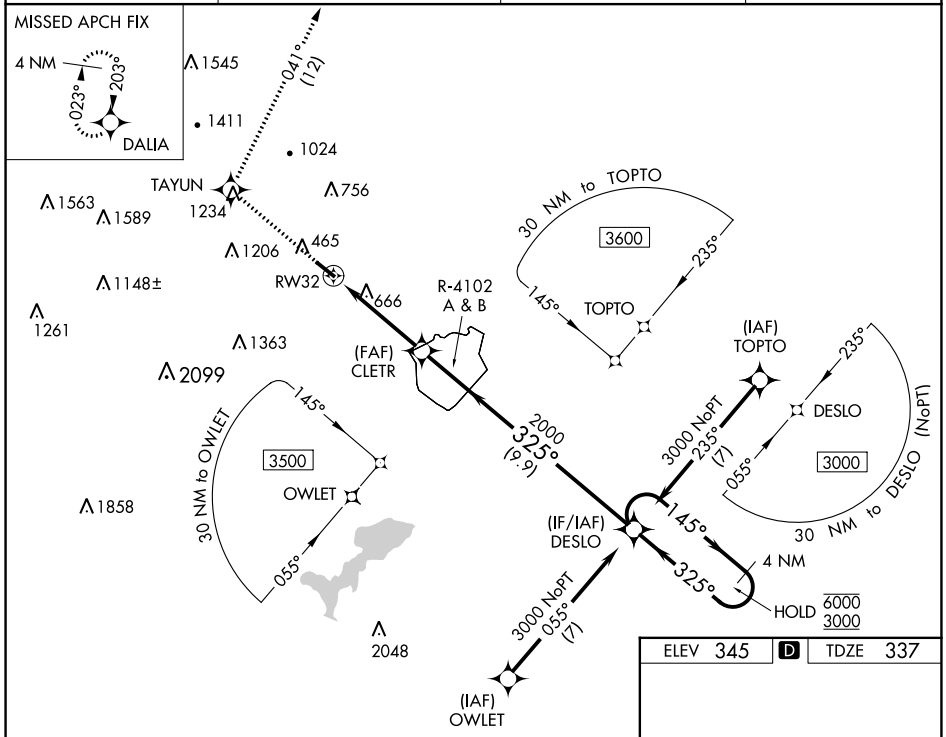 MISSED APCH FIX
4 NM
023°
203°
DALIA
1545
1411
1024
041°
(12)
TAYUN
1234
756
1563
1589
1206
465
RW32
1148±
1261
666
R-4102
A & B
1363
2099
(FAF)
CLETR
30 NM to TOPTO
3600
145°
235°
TOPTO
(IAF)
TOPTO
3000 NoPT
235°
(7)
235°
DESLO
055°
3000
30 NM to DESLO (NoPT)
30 NM to OWLET
145°
3500
OWLET
055°
1858
2000
325°
(9.9)
(IF/IAF)
DESLO
145°
325°
4 NM
HOLD
6000
3000
3000 NoPT
055°
(7)
2048
(IAF)
OWLET
ELEV 345 D TDZE 337